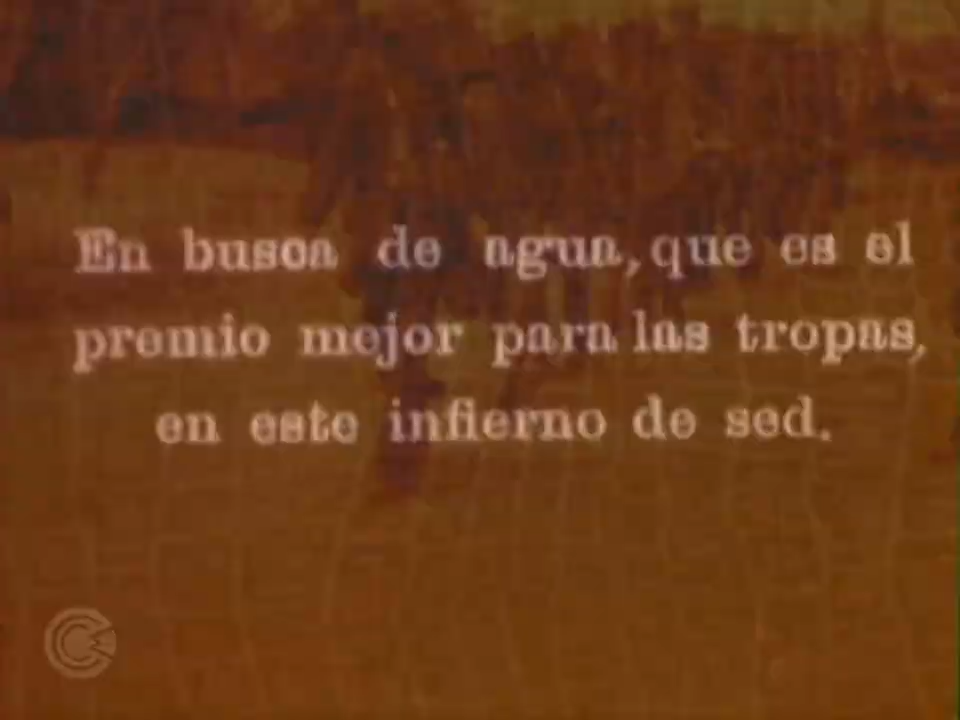 En busca de agua, que es el
premio mejor para las tropas,
en este infierno de sed.